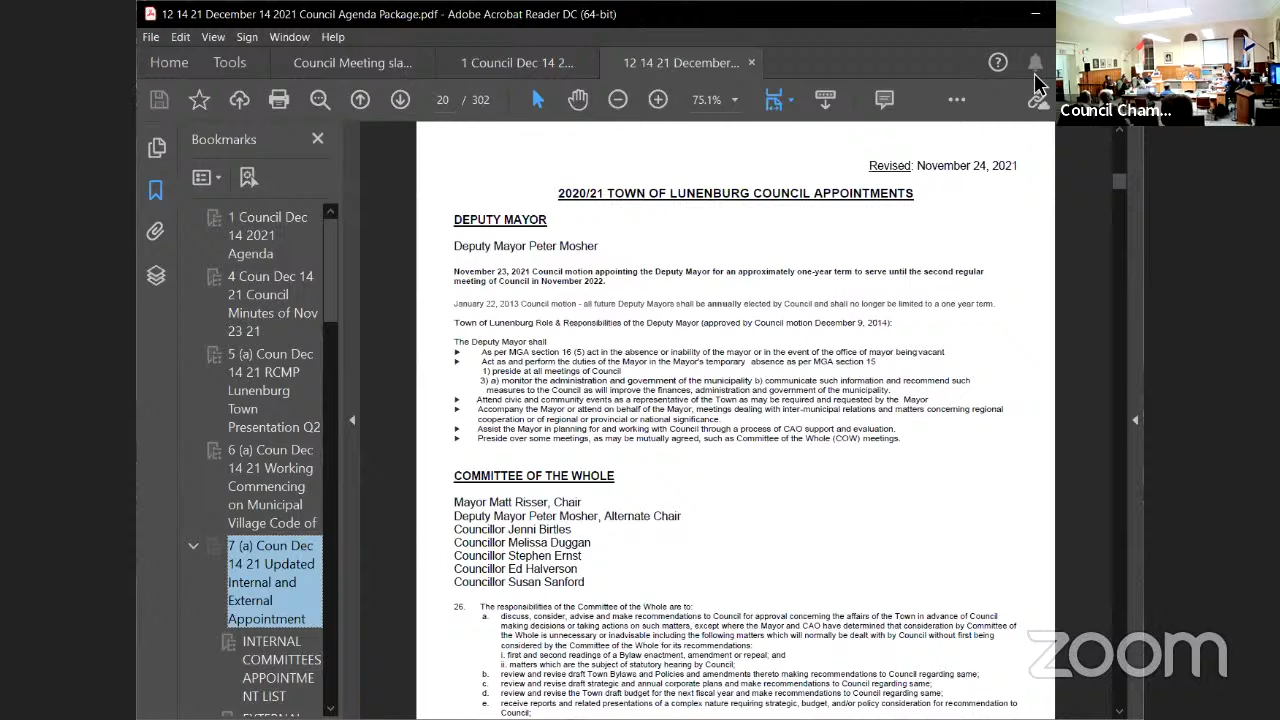 12 14 21 December 14 2021 Council Agenda Package.pdf - Adobe Acrobat Reader DC (64-bit)
File Edit View Sign Window Help
Home Tools Council Meeting sla... 1 Council Dec 14 2... 12 14 21 December... ×
20 / 302 75.1%
Council Cham...
Bookmarks
1 Council Dec
14 2021
Agenda
4 Coun Dec 14
21 Council
Minutes of Nov
23 21
5 (a) Coun Dec
14 21 RCMP
Lunenburg
Town
Presentation Q2
6 (a) Coun Dec
14 21 Working
Commencing
on Municipal
Village Code of
7 (a) Coun Dec
14 21 Updated
Internal and
External
Appointment
INTERNAL
COMMITTEES
APPOINTME
NT LIST
EXTERNAL
Revised: November 24, 2021
2020/21 TOWN OF LUNENBURG COUNCIL APPOINTMENTS
DEPUTY MAYOR
Deputy Mayor Peter Mosher
November 23, 2021 Council motion appointing the Deputy Mayor for an approximately one-year term to serve until the second regular
meeting of Council in November 2022.
January 22, 2013 Council motion - all future Deputy Mayors shall be annually elected by Council and shall no longer be limited to a one year term.
Town of Lunenburg Role & Responsibilities of the Deputy Mayor (approved by Council motion December 9, 2014):
The Deputy Mayor shall
As per MGA section 16 (5) act in the absence or inability of the mayor or in the event of the office of mayor being vacant
Act as and perform the duties of the Mayor in the Mayor's temporary absence as per MGA section 15
1) preside at all meetings of Council
3) a) monitor the administration and government of the municipality b) communicate such information and recommend such
measures to the Council as will improve the finances, administration and government of the municipality.
Attend civic and community events as a representative of the Town as may be required and requested by the Mayor
Accompany the Mayor or attend on behalf of the Mayor, meetings dealing with inter-municipal relations and matters concerning regional
cooperation or of regional or provincial or national significance.
Assist the Mayor in planning for and working with Council through a process of CAO support and evaluation.
Preside over some meetings, as may be mutually agreed, such as Committee of the Whole (COW) meetings.
COMMITTEE OF THE WHOLE
Mayor Matt Risser, Chair
Deputy Mayor Peter Mosher, Alternate Chair
Councillor Jenni Birtles
Councillor Melissa Duggan
Councillor Stephen Ernst
Councillor Ed Halverson
Councillor Susan Sanford
26. The responsibilities of the Committee of the Whole are to:
a. discuss, consider, advise and make recommendations to Council for approval concerning the affairs of the Town in advance of Council
making decisions or taking actions on such matters, except where the Mayor and CAO have determined that consideration by Committee of
the Whole is unnecessary or inadvisable including the following matters which will normally be dealt with by Council without first being
considered by the Committee of the Whole for its recommendations:
i. first and second readings of a Bylaw enactment, amendment or repeal; and
ii. matters which are the subject of statutory hearing by Council;
b. review and revise draft Town Bylaws and Policies and amendments thereto making recommendations to Council regarding same;
c. review and revise draft strategic and annual corporate plans and make recommendations to Council regarding same;
d. review and revise the Town draft budget for the next fiscal year and make recommendations to Council regarding same;
e. receive reports and related presentations of a complex nature requiring strategic, budget, and/or policy consideration for recommendation to
Council;
zoom